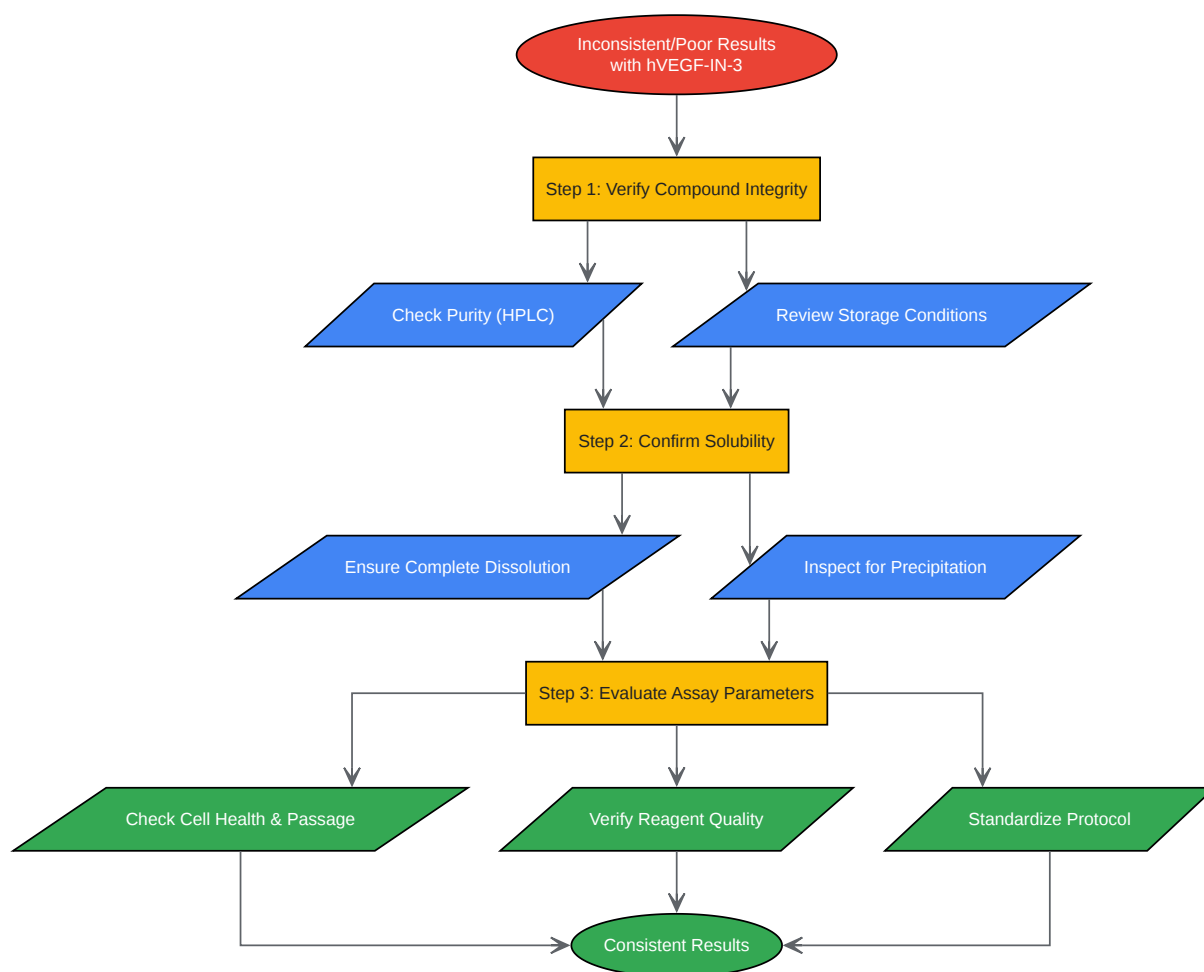 Inconsistent/Poor Results
with hVEGF-IN-3
Step 1: Verify Compound Integrity
Check Purity (HPLC)
Review Storage Conditions
Step 2: Confirm Solubility
Ensure Complete Dissolution
Inspect for Precipitation
Step 3: Evaluate Assay Parameters
Check Cell Health & Passage
Verify Reagent Quality
Standardize Protocol
Consistent Results